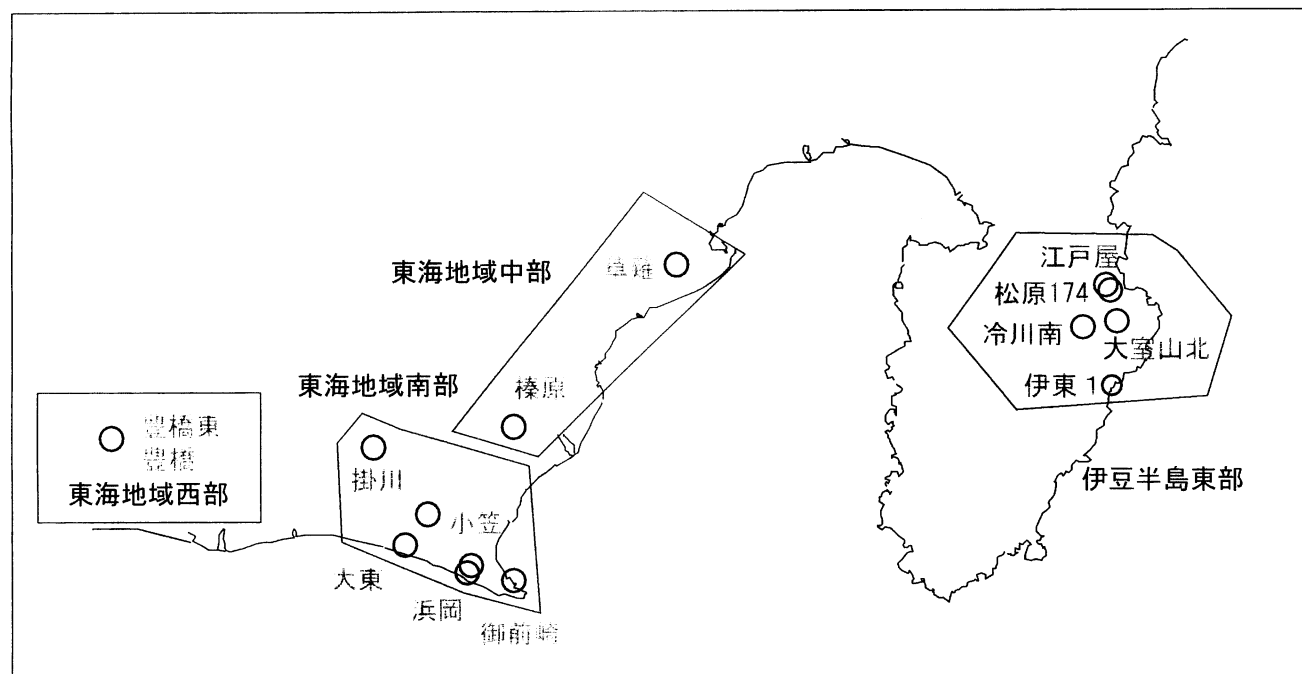 東海地域中部
草薙
榛原
東海地域南部
掛川
小笠
大東
浜岡
御前崎
豊橋東
豊橋
東海地域西部
江戸屋
松原174
冷川南
大室山北
伊東 1
伊豆半島東部